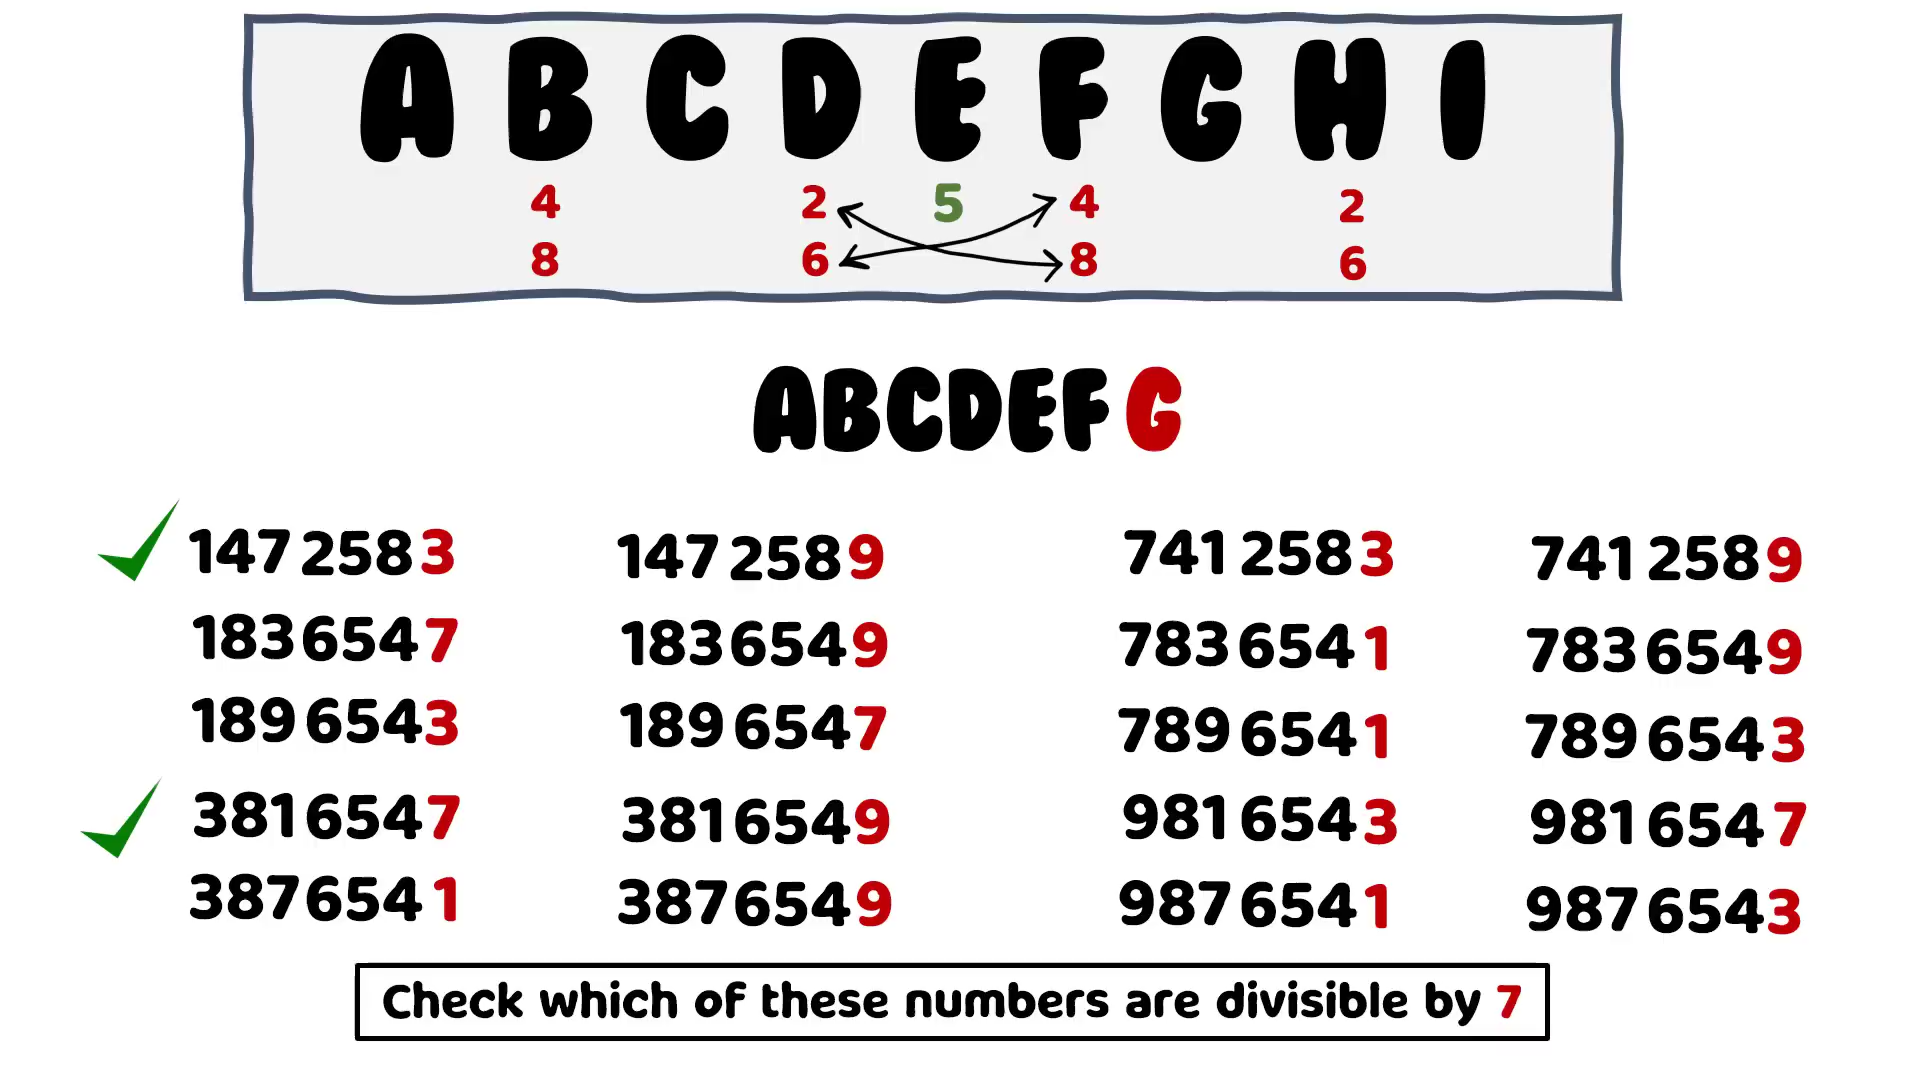 A B C D E F G H I
4 2 5 4 2
8 6 8 6
ABCDEFG
1472583 1472589 7412583 7412589
1836547 1836549 7836541 7836549
1896543 1896547 7896541 7896543
3816547 3816549 9816543 9816547
3876541 3876549 9876541 9876543
Check which of these numbers are divisible by 7